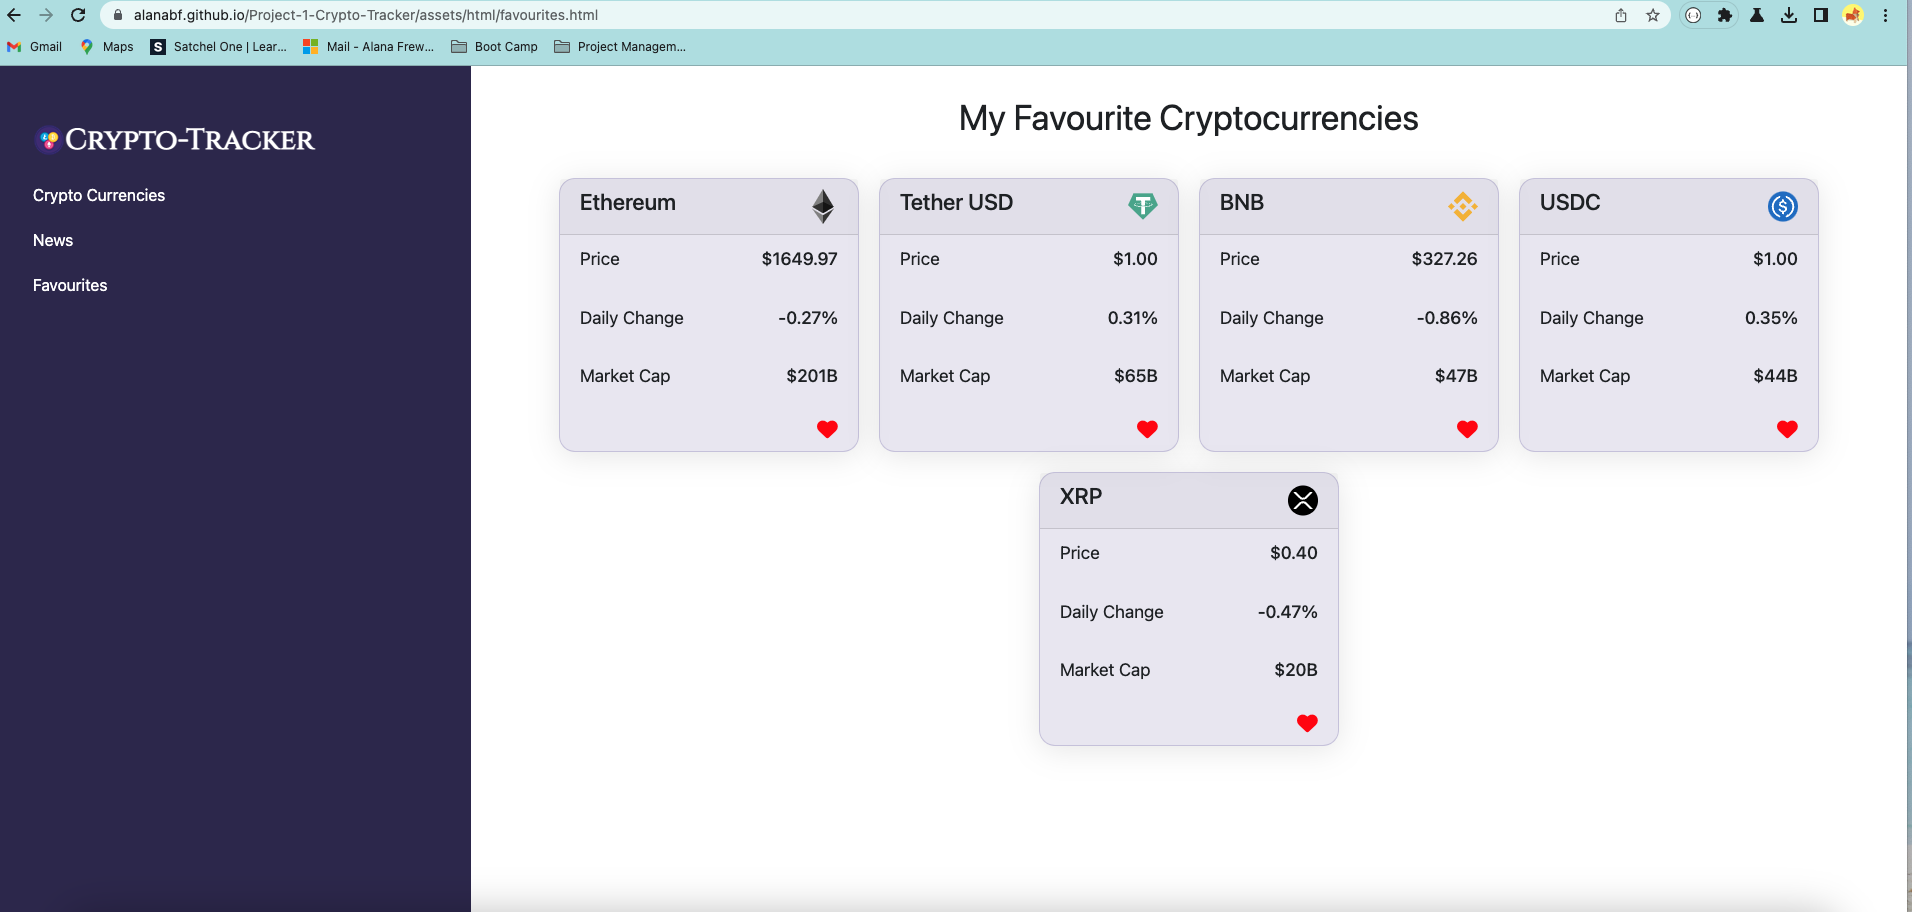 alanabf.github.io/Project-1-Crypto-Tracker/assets/html/favourites.html
Gmail Maps S Satchel One | Lear... Mail - Alana Frew... Boot Camp Project Managem...
Crypto-Tracker
Crypto Currencies
News
Favourites
My Favourite Cryptocurrencies
Ethereum
Price $1649.97
Daily Change -0.27%
Market Cap $201B
Tether USD
Price $1.00
Daily Change 0.31%
Market Cap $65B
BNB
Price $327.26
Daily Change -0.86%
Market Cap $47B
USDC
Price $1.00
Daily Change 0.35%
Market Cap $44B
XRP
Price $0.40
Daily Change -0.47%
Market Cap $20B